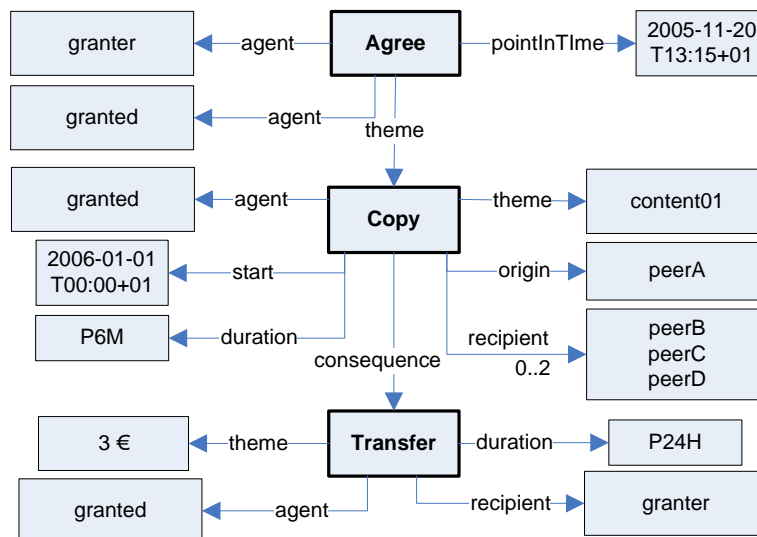 granter
agent
Agree
pointInTIme
2005-11-20
T13:15+01
granted
agent
theme
granted
agent
Copy
theme
content01
2006-01-01
T00:00+01
start
origin
peerA
P6M
duration
recipient
0..2
peerB
peerC
peerD
consequence
3 €
theme
Transfer
duration
P24H
granted
agent
recipient
granter